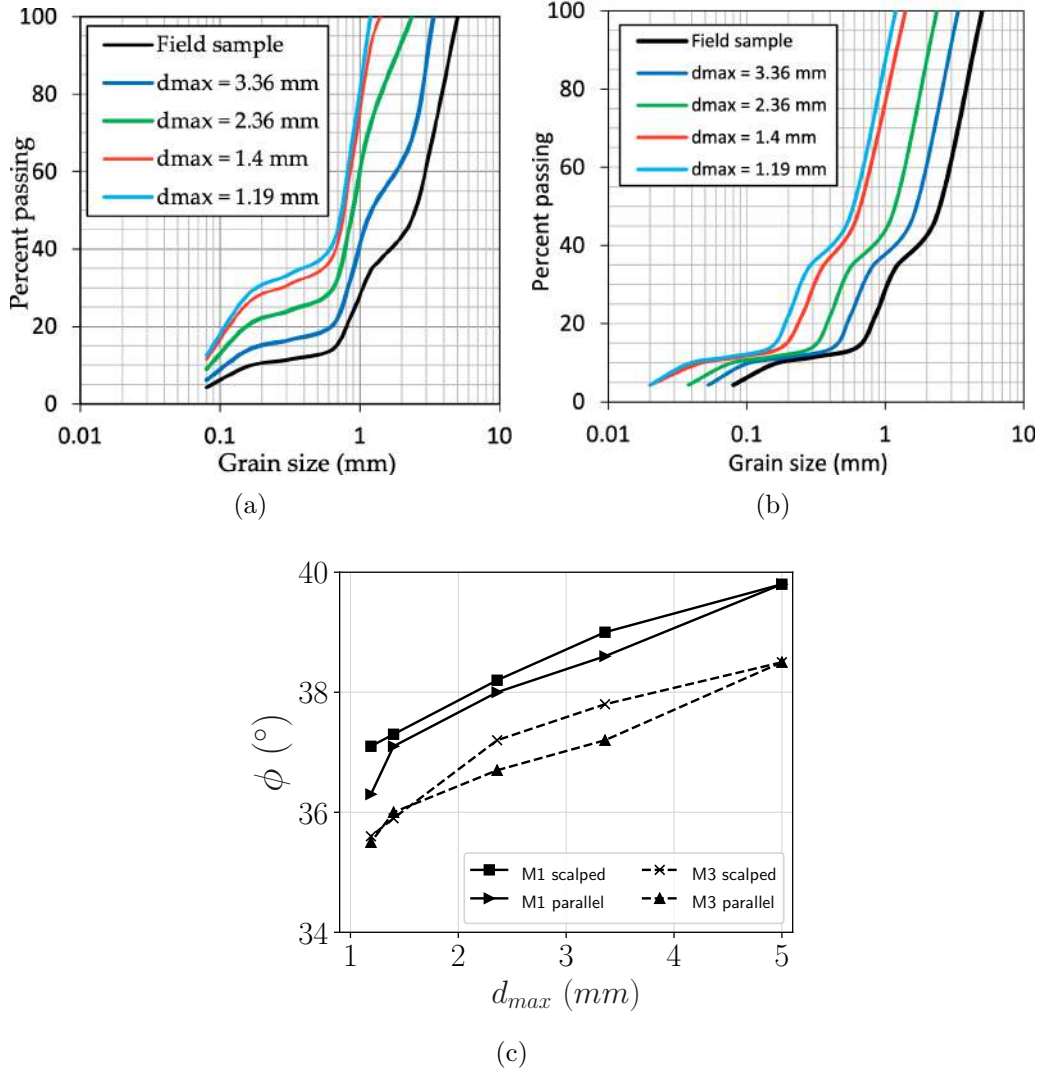 100
80
60
40
20
0
Percent passing
Field sample
dmax = 3.36 mm
dmax = 2.36 mm
dmax = 1.4 mm
dmax = 1.19 mm
0.01
0.1
1
10
Grain size (mm)
(a)
100
80
60
40
20
0
Percent passing
Field sample
dmax = 3.36 mm
dmax = 2.36 mm
dmax = 1.4 mm
dmax = 1.19 mm
0.01
0.1
1
10
Grain size (mm)
(b)
40
38
36
34
ϕ (°)
M1 scalped
M1 parallel
M3 scalped
M3 parallel
1
2
3
4
5
d_max (mm)
(c)